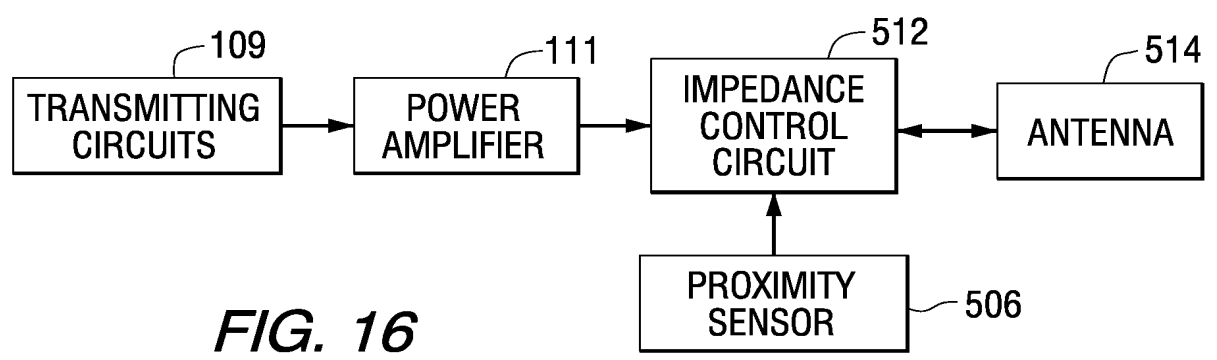 109
111
512
514
TRANSMITTING
CIRCUITS
POWER
AMPLIFIER
IMPEDANCE
CONTROL
CIRCUIT
ANTENNA
PROXIMITY
SENSOR
506
FIG. 16